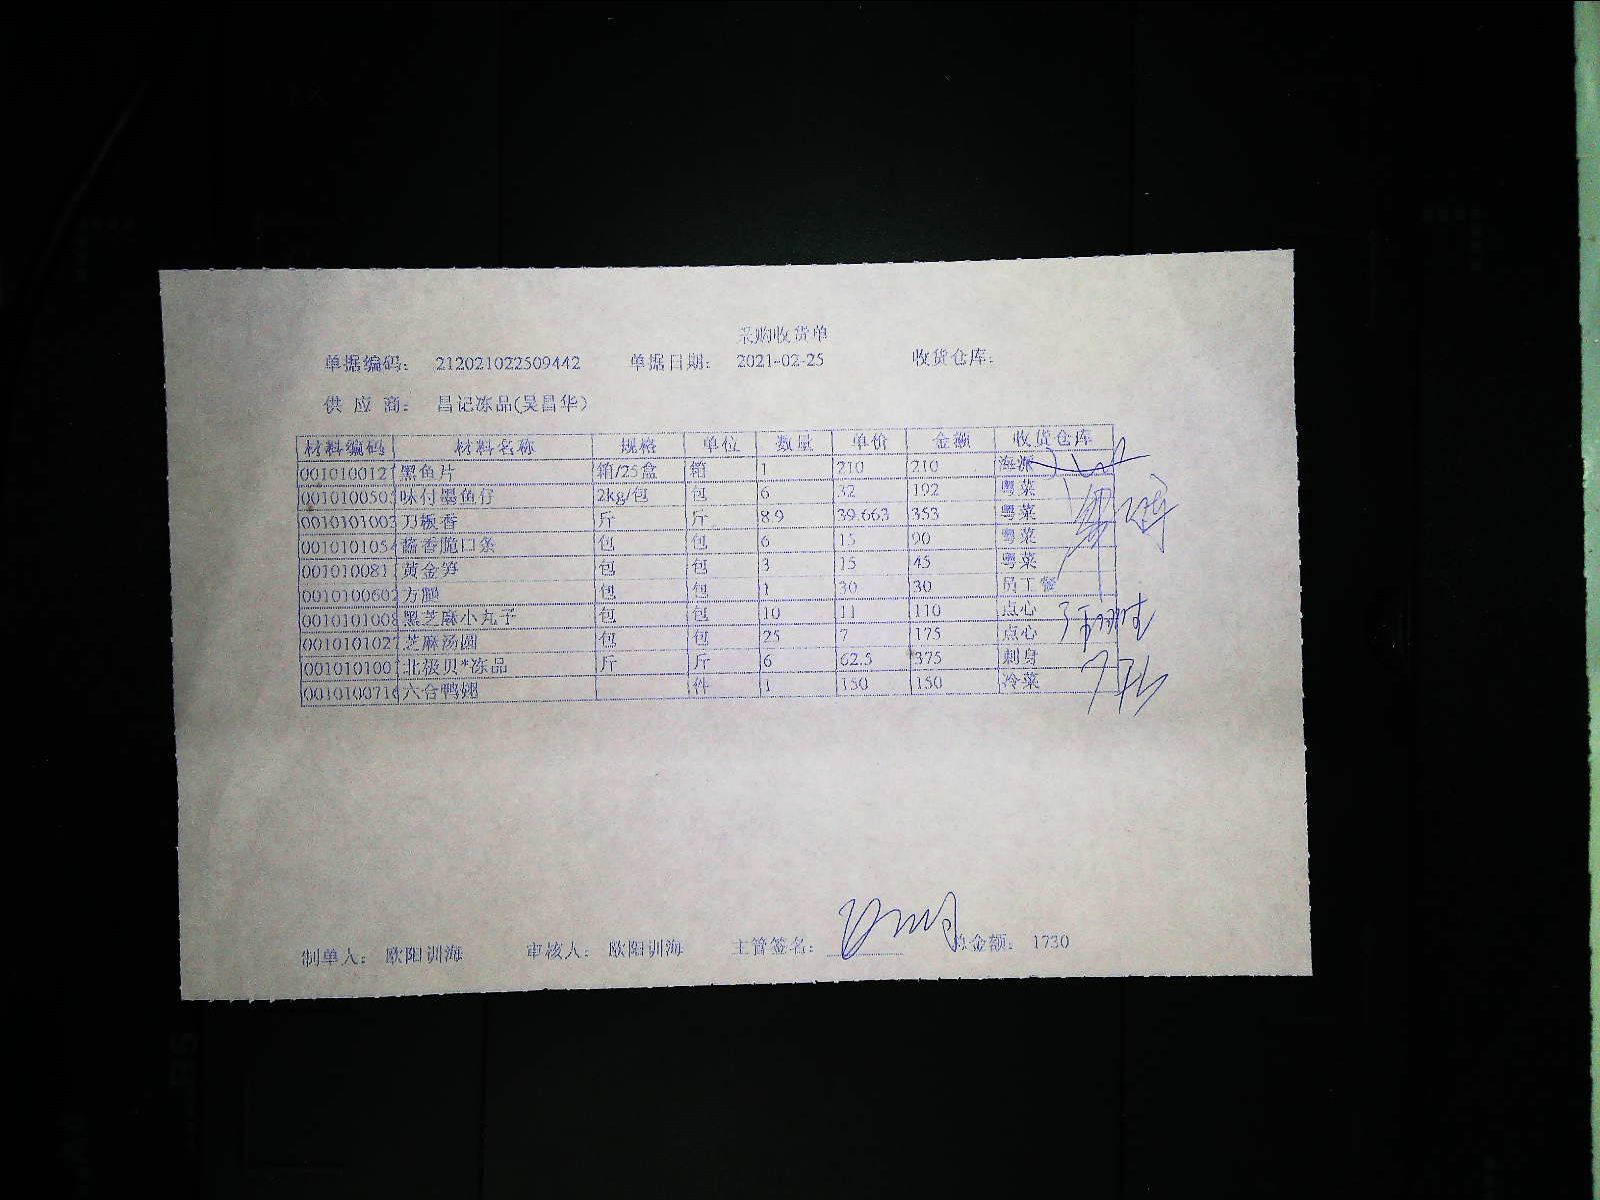 采购收货单
单据编码： 212021022509442 单据日期： 2021-02-25 收货仓库：
供 应 商： 昌记冻品(吴昌华)
材料编码 材料名称 规格 单位 数量 单价 金额 收货仓库
001010012 黑鱼片 箱/25盒 箱 1 210 210 海派
001010050 味付墨鱼仔 2kg/包 包 6 32 192 粤菜
001010100 刀板香 斤 斤 8.9 39.663 353 粤菜
001010105 酱香脆口条 包 包 6 15 90 粤菜
001010081 黄金笋 包 包 3 15 45 粤菜
001010060 方腿 包 包 1 30 30 员工餐
001010100 黑芝麻小丸子 包 包 10 11 110 点心
001010102 芝麻汤圆 包 包 25 7 175 点心
001010100 北极贝*冻品 斤 斤 6 62.5 375 刺身
001010071 六合鸭翅 件 1 150 150 冷菜
制单人： 欧阳训海 审核人： 欧阳训海 主管签名： 总金额： 1730